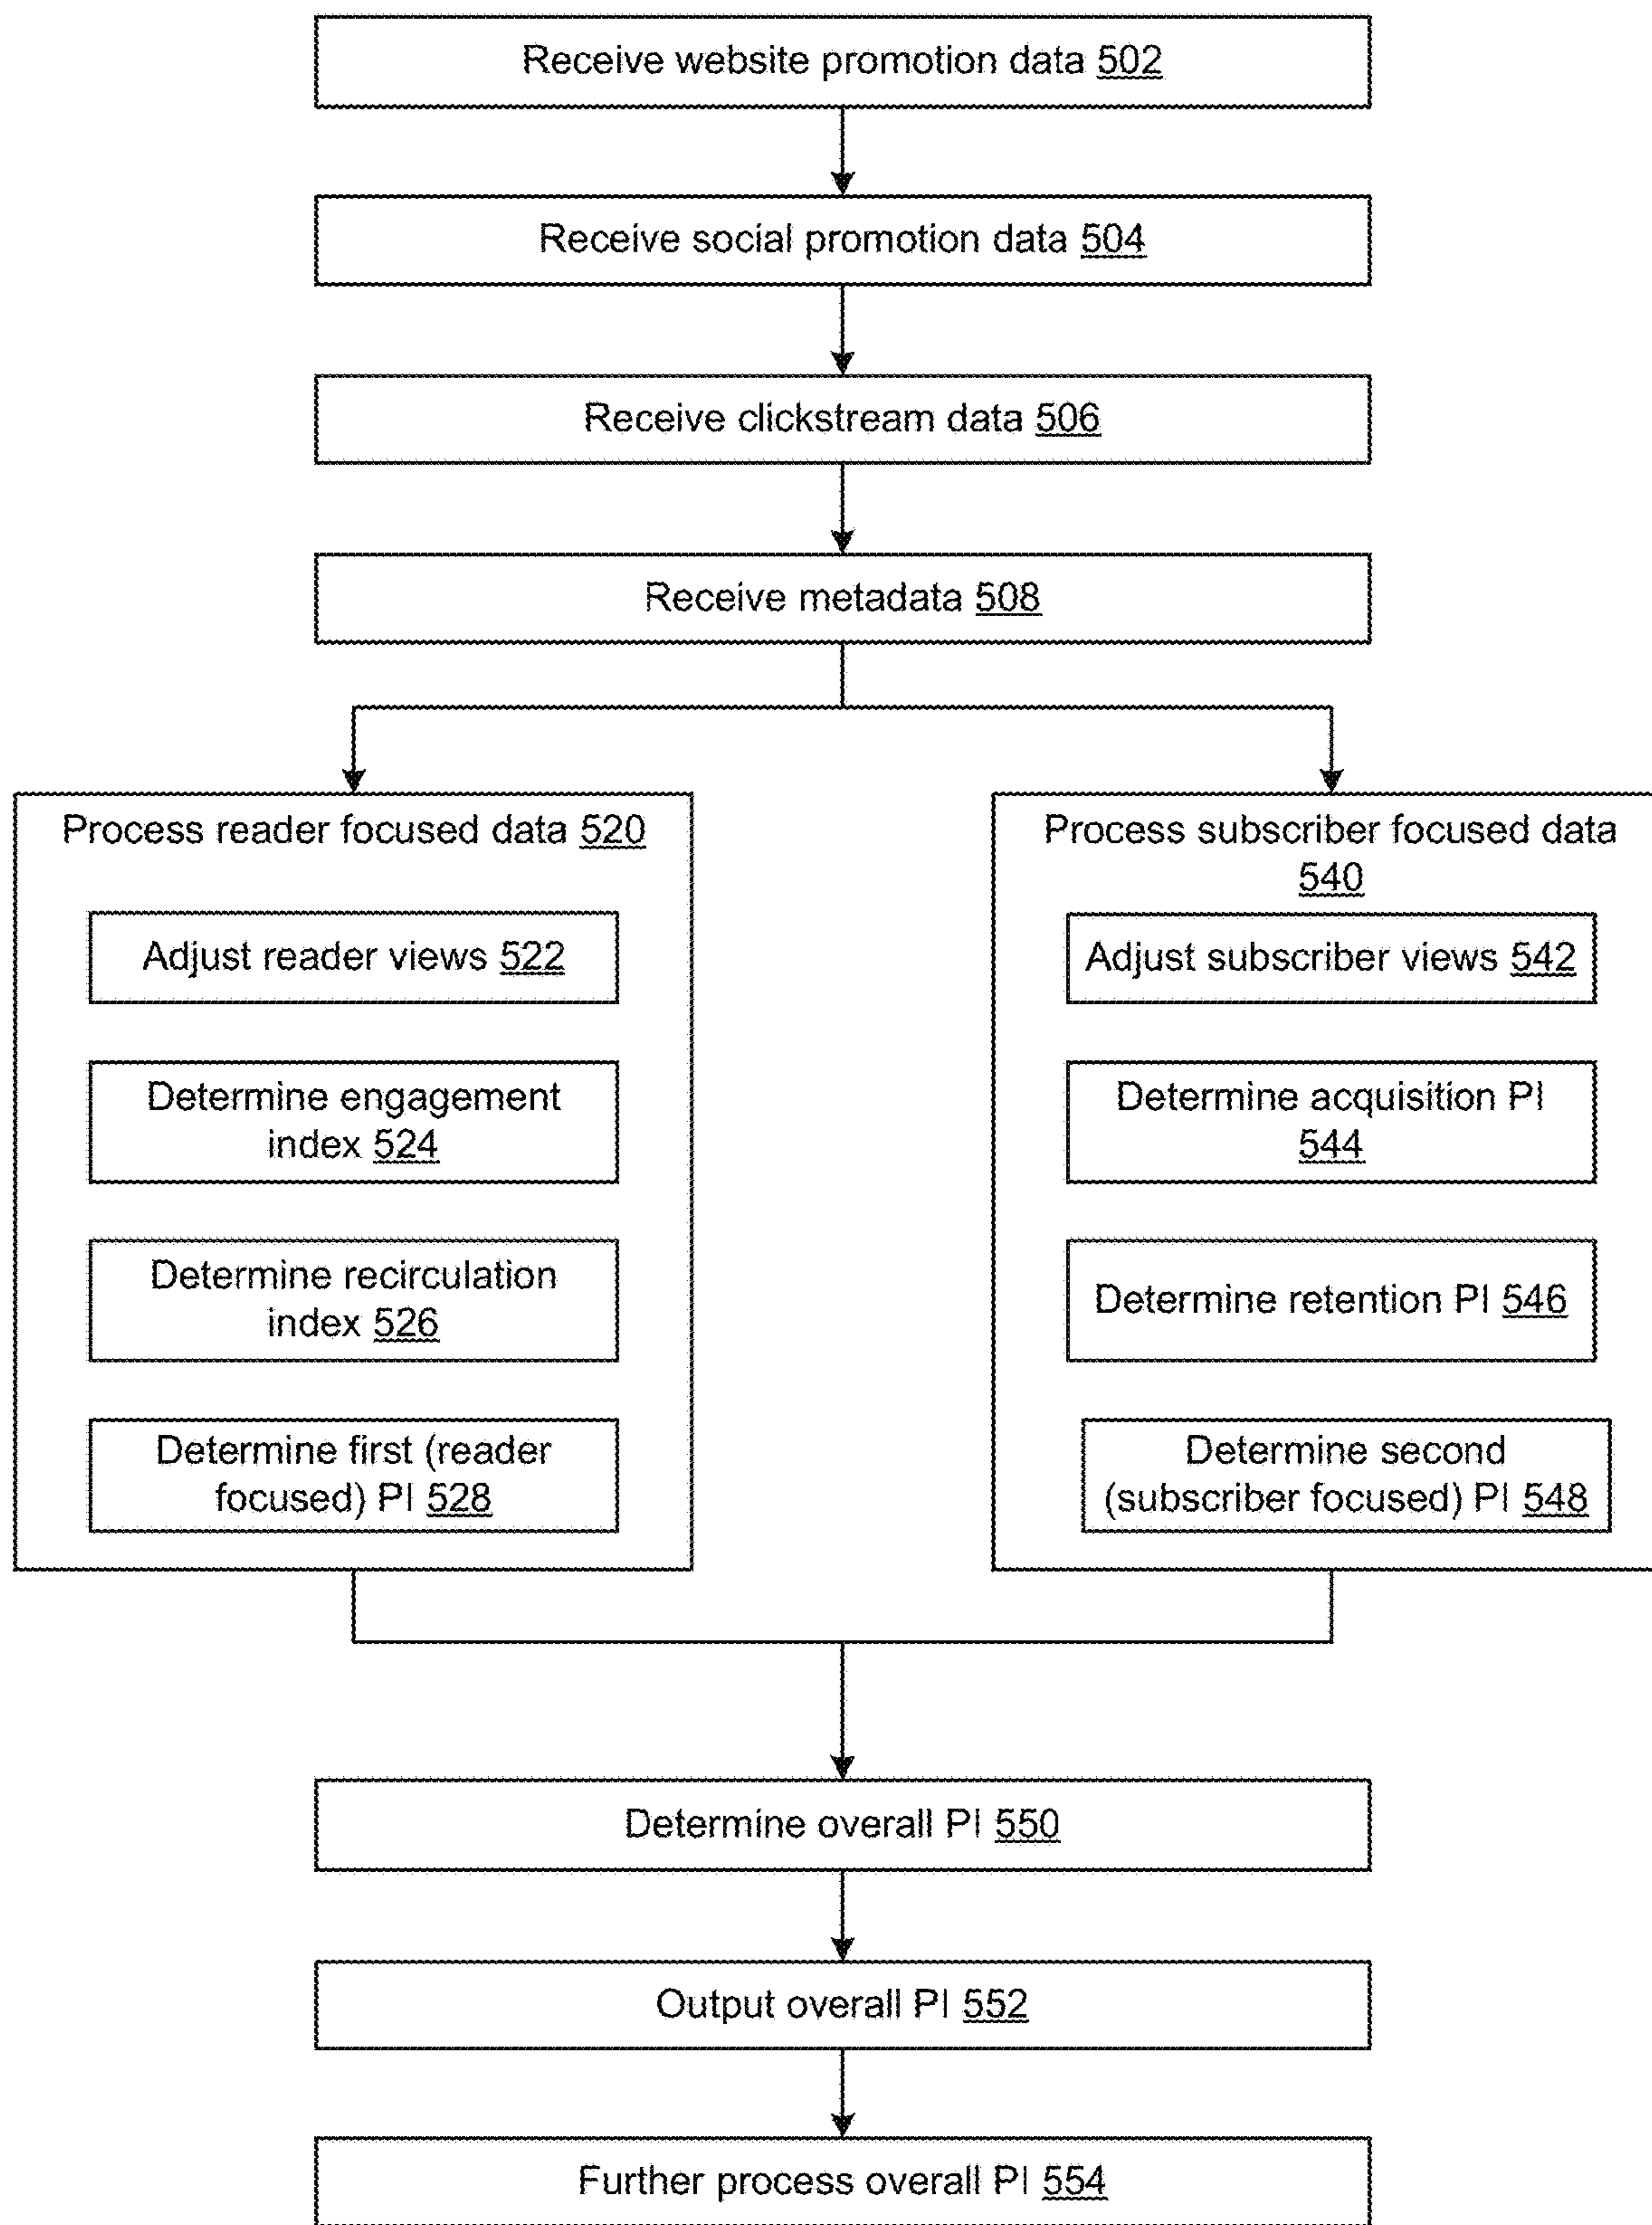 Receive website promotion data 502
Receive social promotion data 504
Receive clickstream data 506
Receive metadata 508
Process reader focused data 520
Adjust reader views 522
Determine engagement
index 524
Determine recirculation
index 526
Determine first (reader
focused) PI 528
Process subscriber focused data
540
Adjust subscriber views 542
Determine acquisition PI
544
Determine retention PI 546
Determine second
(subscriber focused) PI 548
Determine overall PI 550
Output overall PI 552
Further process overall PI 554